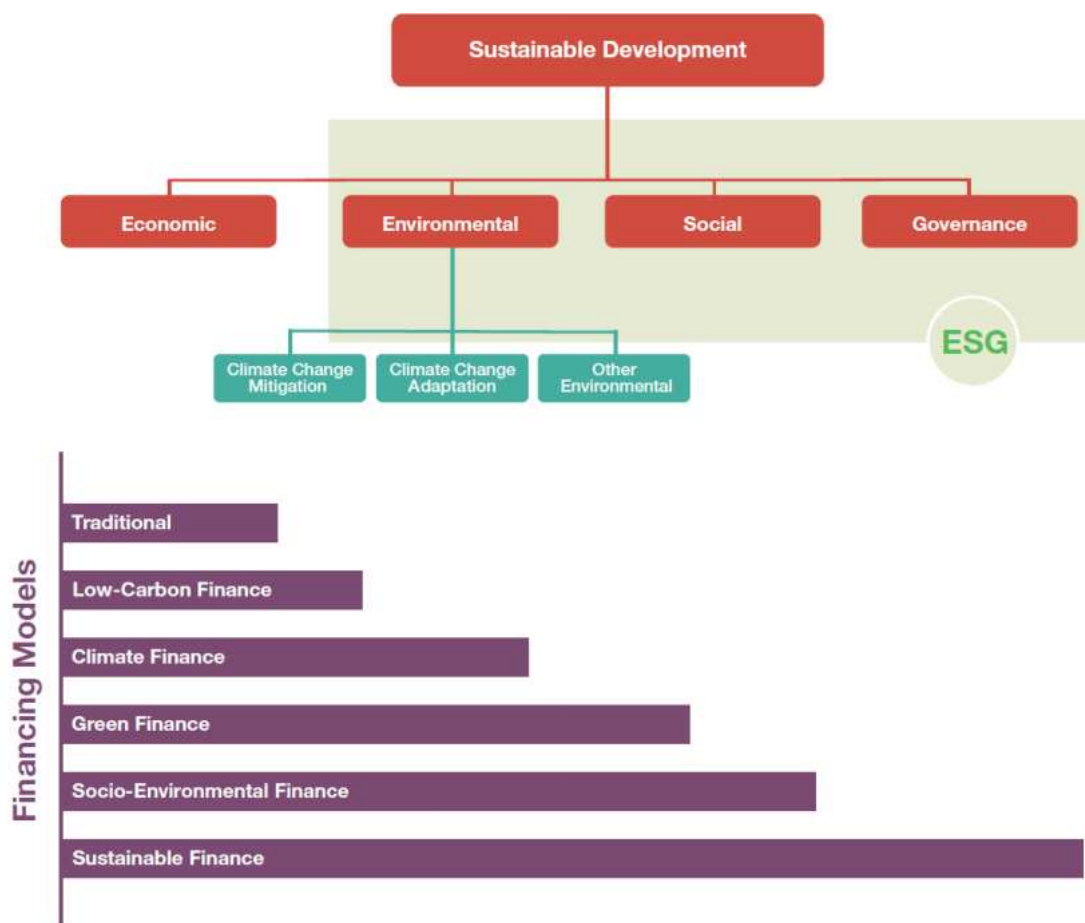 Sustainable Development
Economic
Environmental
Social
Governance
ESG
Climate Change
Mitigation
Climate Change
Adaptation
Other
Environmental
Financing Models
Traditional
Low-Carbon Finance
Climate Finance
Green Finance
Socio-Environmental Finance
Sustainable Finance